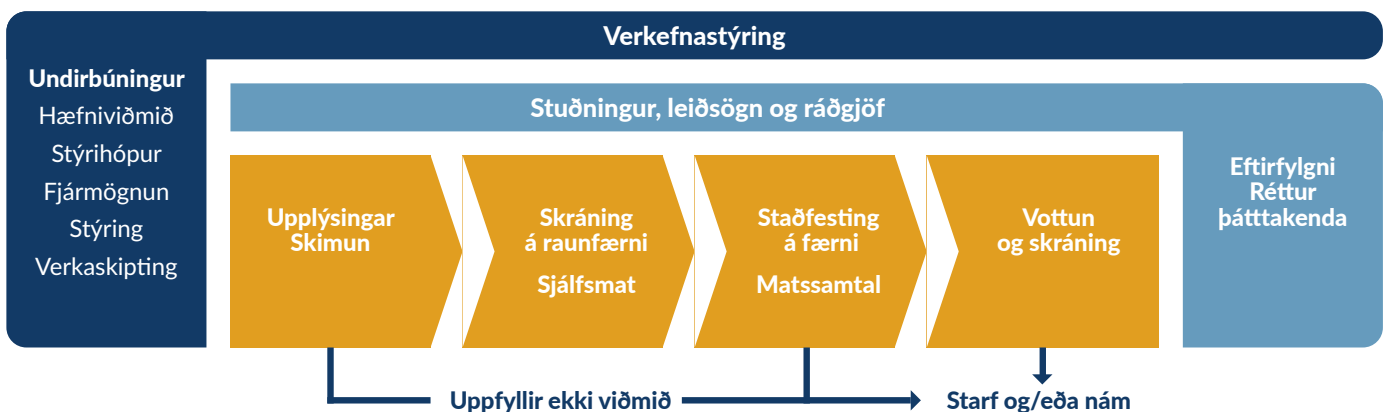 Verkefnastýring
Undirbúningur
Hæfniviðmið
Stýrihópur
Fjármögnun
Stýring
Verkaskipting
Stuðningur, leiðsögn og ráðgjöf
Upplýsingar
Skimun
Skráning
á raunfærni
Sjálfsmat
Staðfesting
á færni
Matssamtal
Vottun
og skráning
Eftirfylgni
Réttur
þátttakenda
Uppfyllir ekki viðmið
Starf og/eða nám